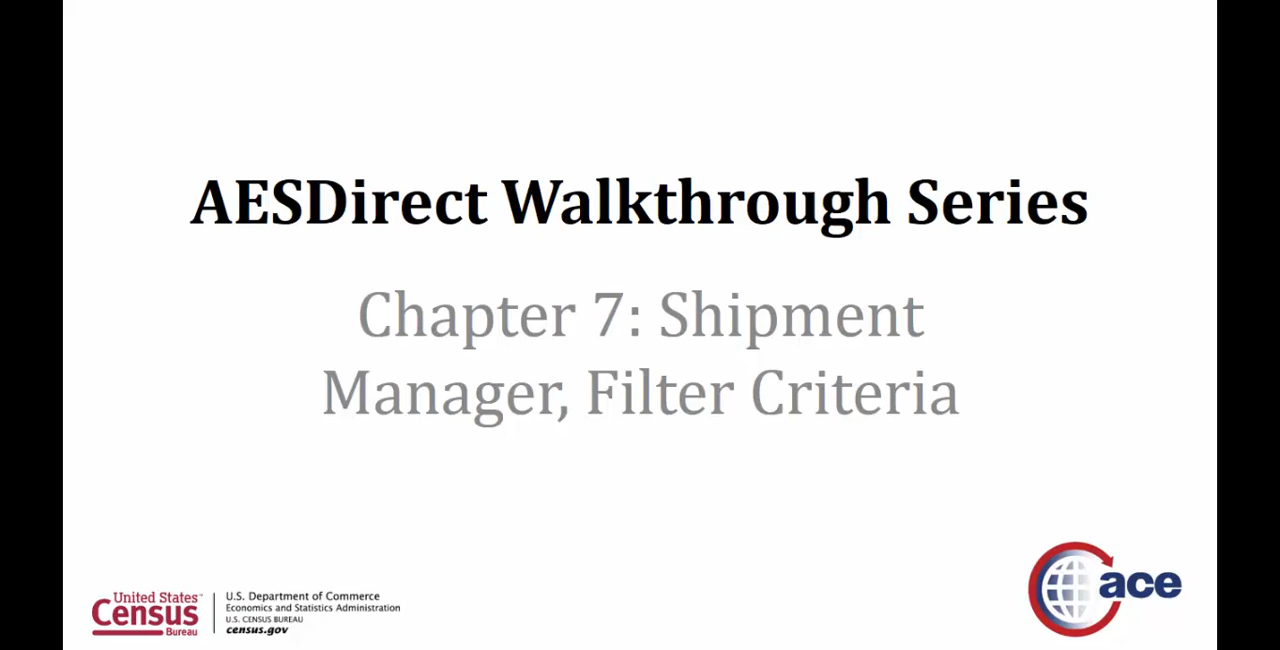 AESDirect Walkthrough Series
Chapter 7: Shipment
Manager, Filter Criteria
United States™
Census
Bureau
U.S. Department of Commerce
Economics and Statistics Administration
U.S. CENSUS BUREAU
census.gov
ace